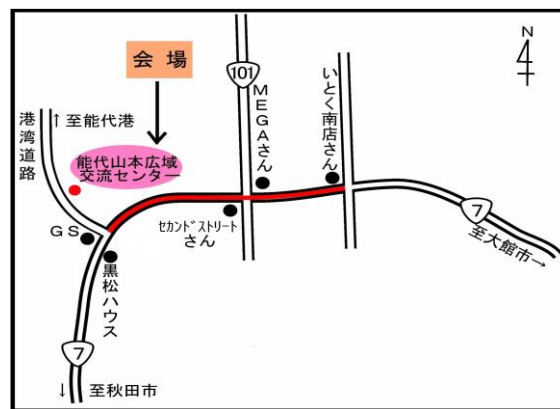 会 場
N
101
MEGAさん
いとく南店さん
港湾道路
↑至能代港
能代山本広域
交流センター
セカンドストリート
さん
GS
黒松ハウス
7
至大館市→
7
↓至秋田市